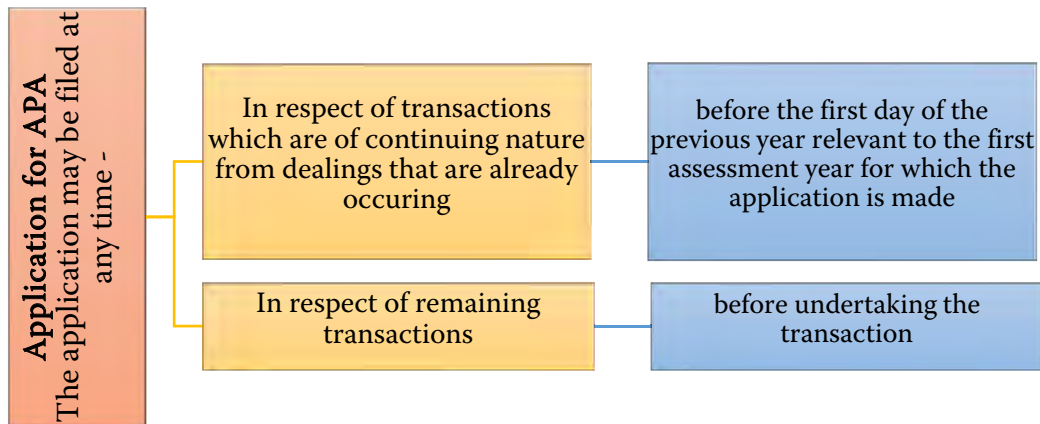 Application for APA
The application may be filed at
any time -
In respect of transactions
which are of continuing nature
from dealings that are already
occuring
before the first day of the
previous year relevant to the first
assessment year for which the
application is made
In respect of remaining
transactions
before undertaking the
transaction